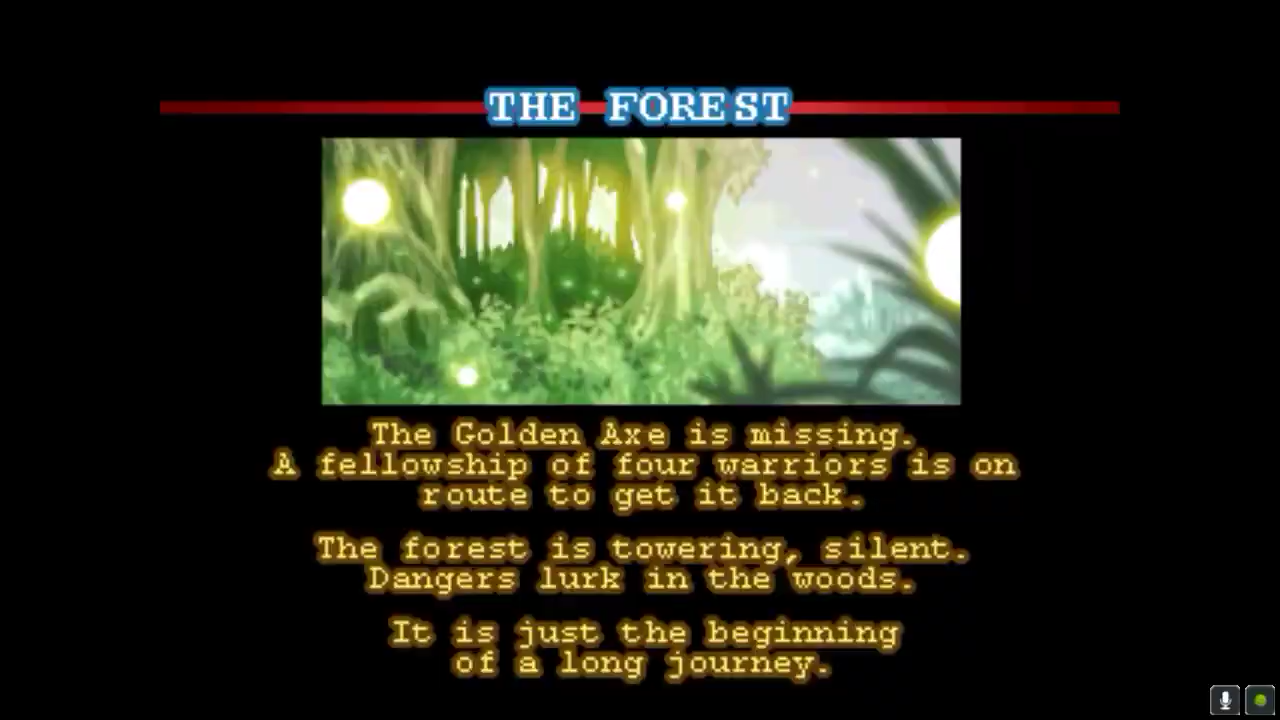 THE FOREST
The Golden Axe is missing.
A fellowship of four warriors is on
route to get it back.
The forest is towering, silent.
Dangers lurk in the woods.
It is just the beginning
of a long journey.